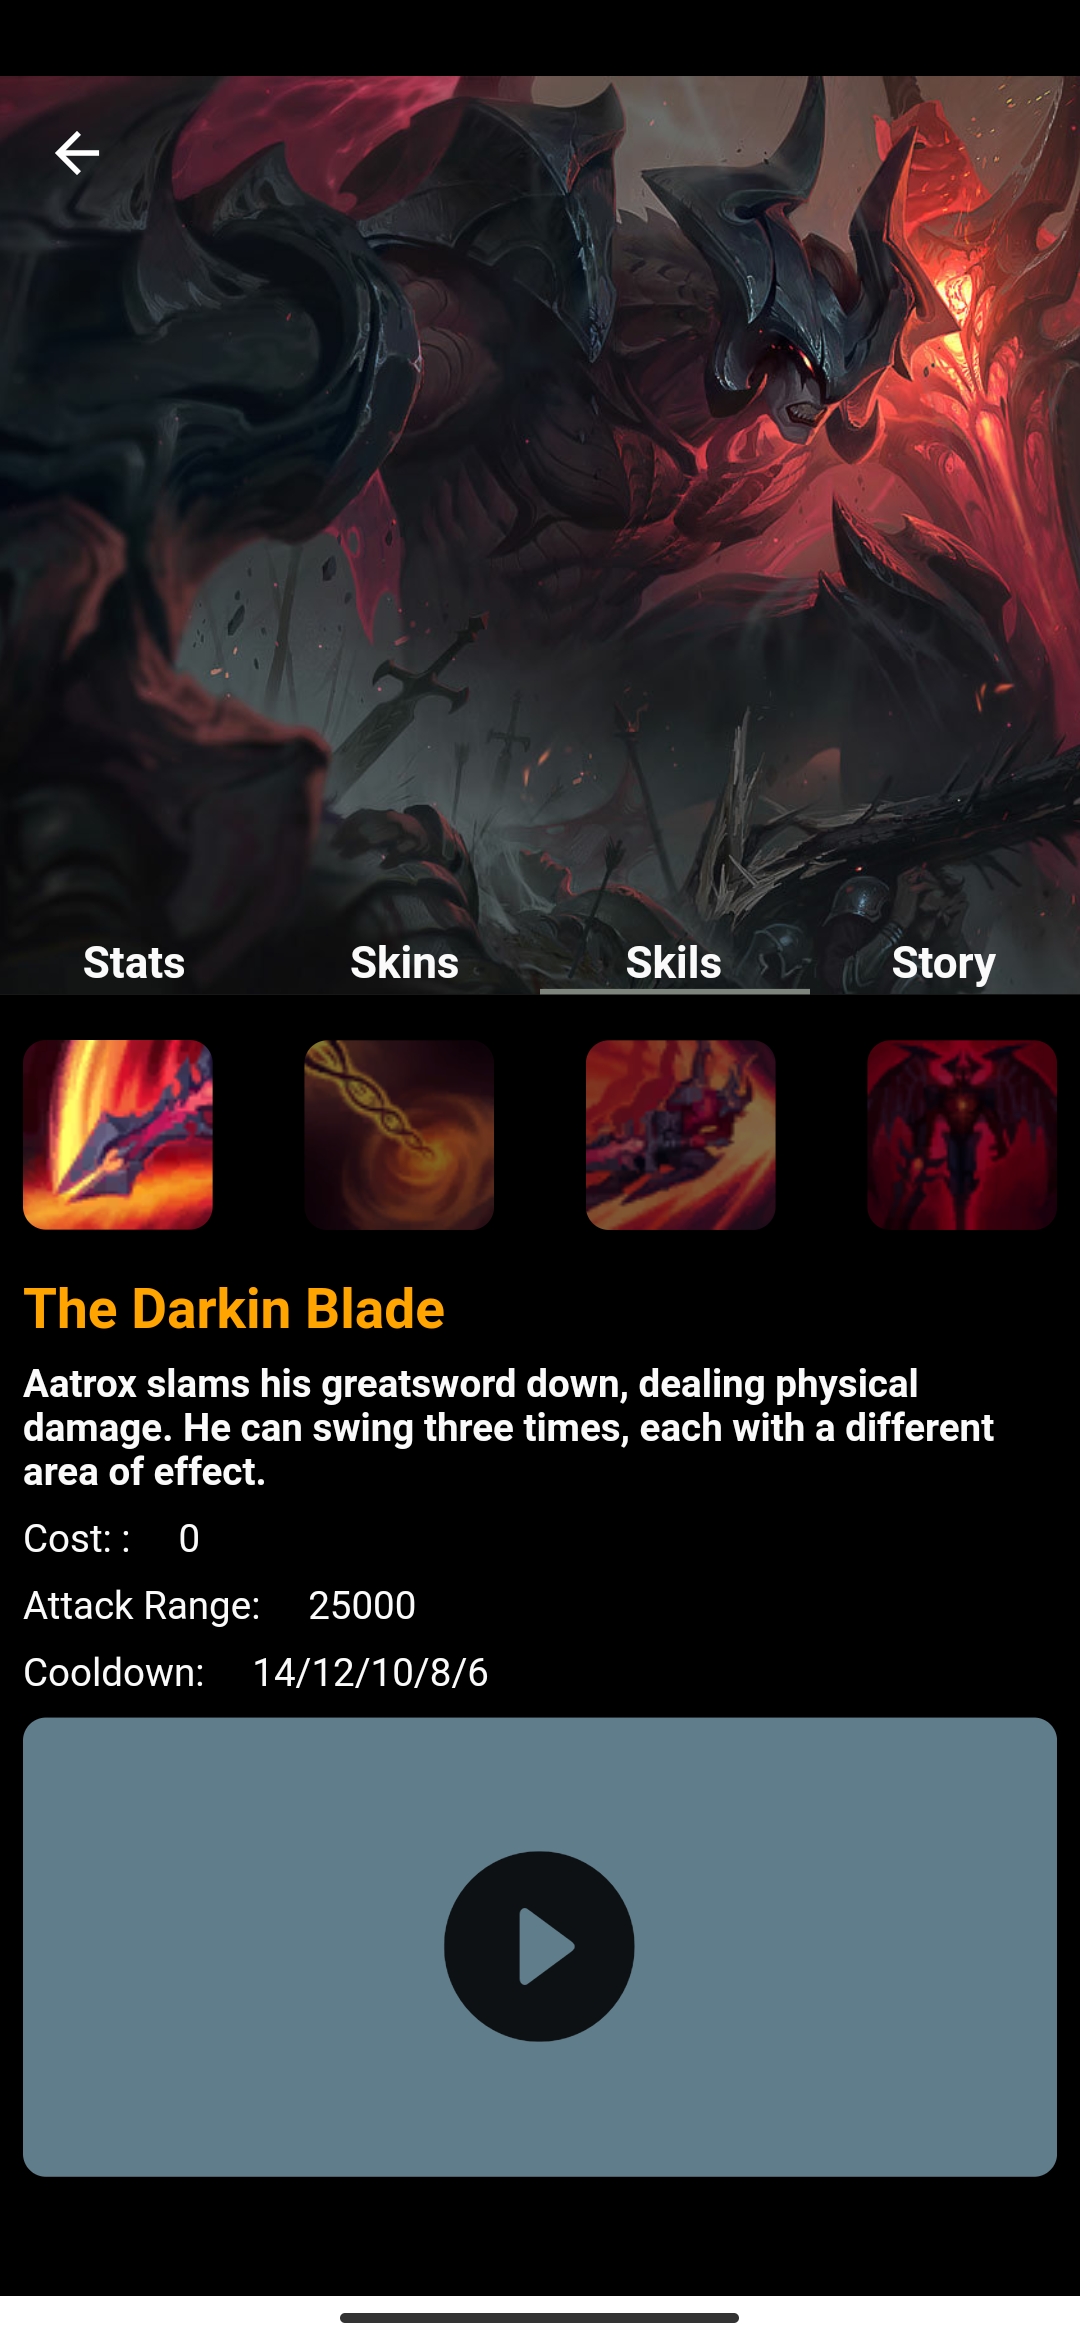 Stats Skins Skils Story
The Darkin Blade
Aatrox slams his greatsword down, dealing physical
damage. He can swing three times, each with a different
area of effect.
Cost: : 0
Attack Range: 25000
Cooldown: 14/12/10/8/6